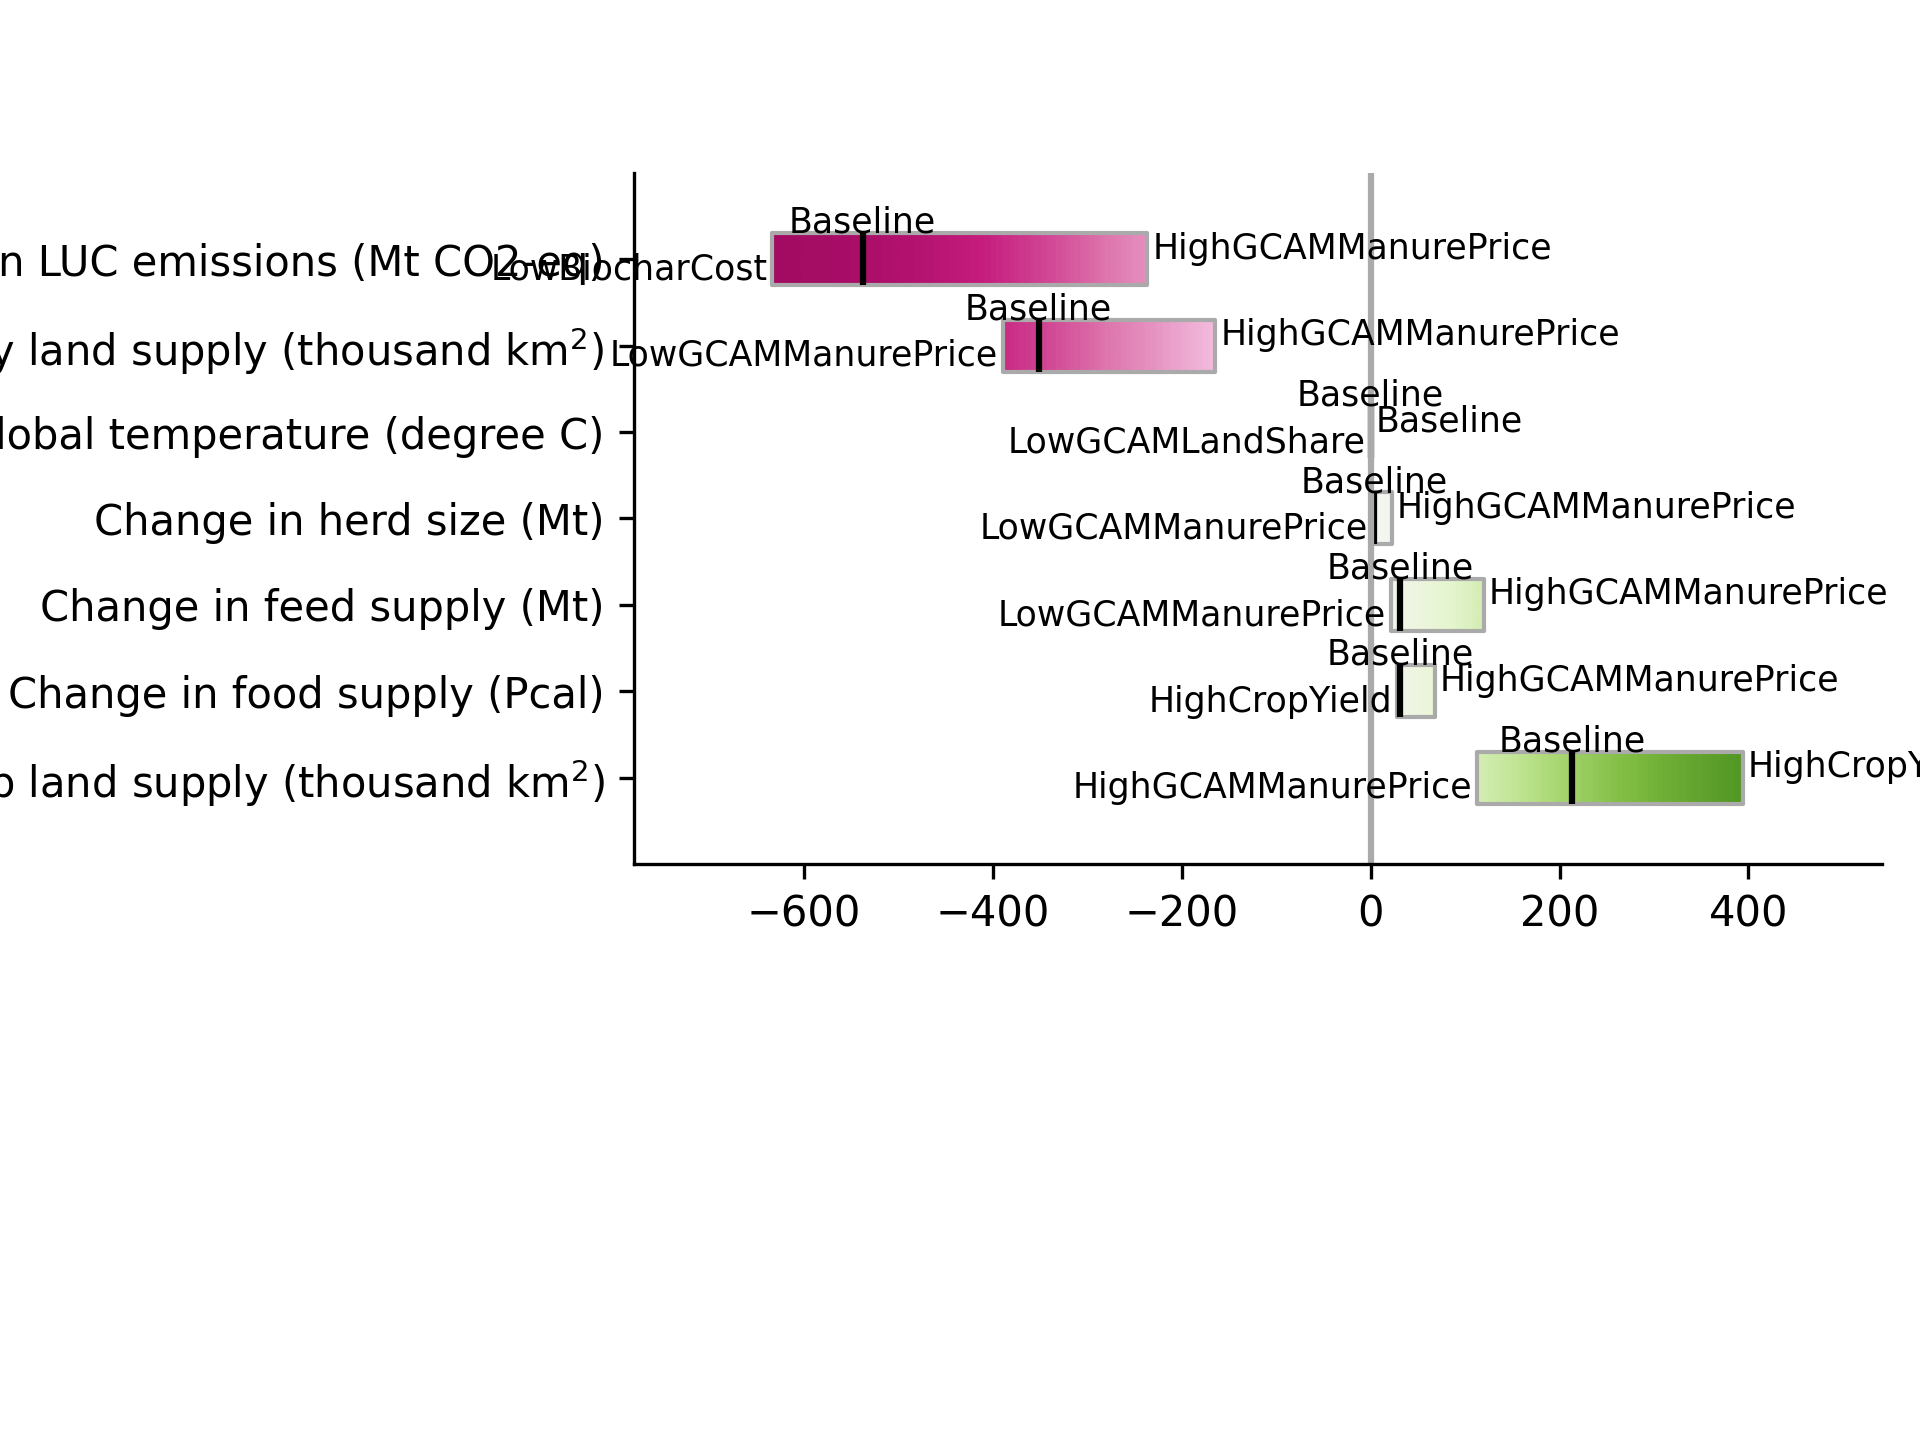 Baseline
n LUC emissions (Mt CO2-eq)
LowBiocharCost
HighGCAMManurePrice
Baseline
y land supply (thousand km²)
LowGCAMManurePrice
HighGCAMManurePrice
Baseline
lobal temperature (degree C)
LowGCAMLandShare
Baseline
Baseline
Change in herd size (Mt)
LowGCAMManurePrice
HighGCAMManurePrice
Baseline
Change in feed supply (Mt)
LowGCAMManurePrice
HighGCAMManurePrice
Baseline
Change in food supply (Pcal)
HighCropYield
HighGCAMManurePrice
Baseline
p land supply (thousand km²)
HighGCAMManurePrice
HighCropY
−600 −400 −200 0 200 400